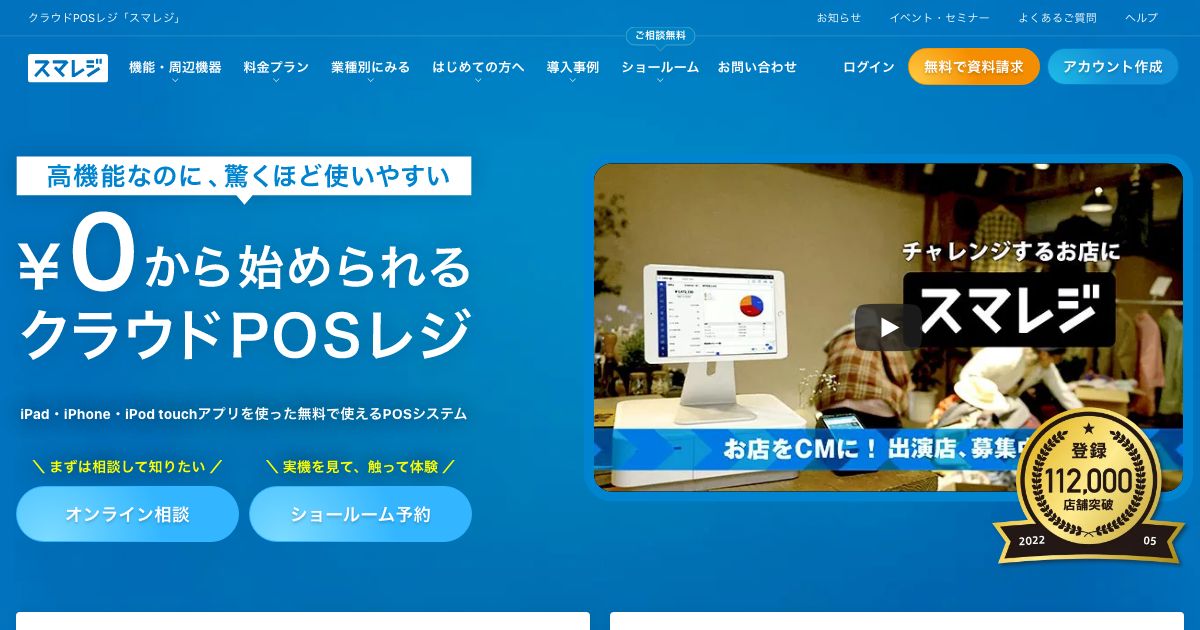 クラウドPOSレジ「スマレジ」
お知らせ
イベント・セミナー
よくあるご質問
ヘルプ
ご相談無料
スマレジ
機能・周辺機器
料金プラン
業種別にみる
はじめての方へ
導入事例
ショールーム
お問い合わせ
ログイン
無料で資料請求
アカウント作成
高機能なのに、驚くほど使いやすい
¥0から始められる
クラウドPOSレジ
iPad・iPhone・iPod touchアプリを使った無料で使えるPOSシステム
＼ まずは相談して知りたい ／
オンライン相談
＼ 実機を見て、触って体験 ／
ショールーム予約
チャレンジするお店に
スマレジ
お店をCMに！出演店、募集中
登録
112,000
店舗突破
2022
05